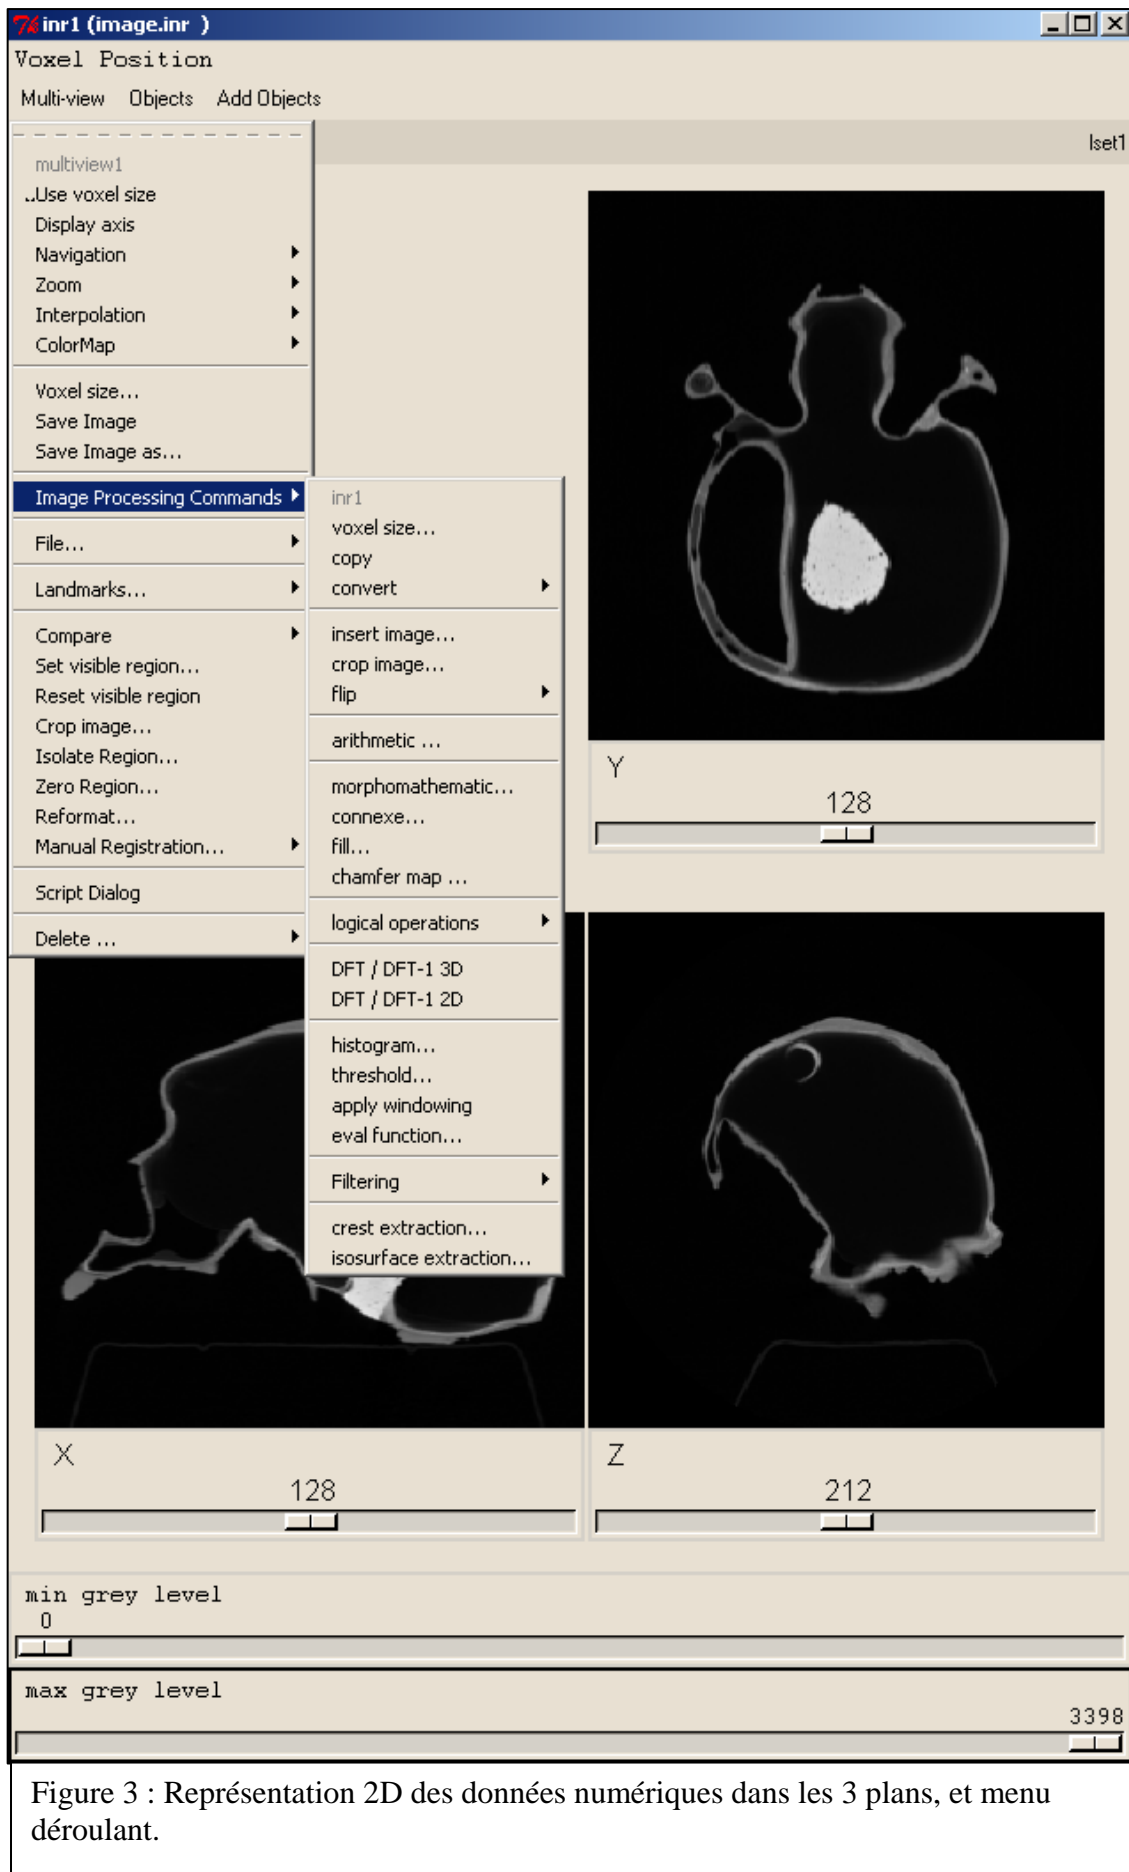 inr1 (image.inr )
Voxel Position
Multi-view Objects Add Objects
lset1
multiview1
..Use voxel size
Display axis
Navigation
Zoom
Interpolation
ColorMap
Voxel size...
Save Image
Save Image as...
Image Processing Commands
File...
Landmarks...
Compare
Set visible region...
Reset visible region
Crop image...
Isolate Region...
Zero Region...
Reformat...
Manual Registration...
Script Dialog
Delete ...
inr1
voxel size...
copy
convert
insert image...
crop image...
flip
arithmetic ...
morphomathematic...
connexe...
fill...
chamfer map ...
logical operations
DFT / DFT-1 3D
DFT / DFT-1 2D
histogram...
threshold...
apply windowing
eval function...
Filtering
crest extraction...
isosurface extraction...
Y
128
X
128
Z
212
min grey level
0
max grey level
3398
Figure 3 : Représentation 2D des données numériques dans les 3 plans, et menu
déroulant.